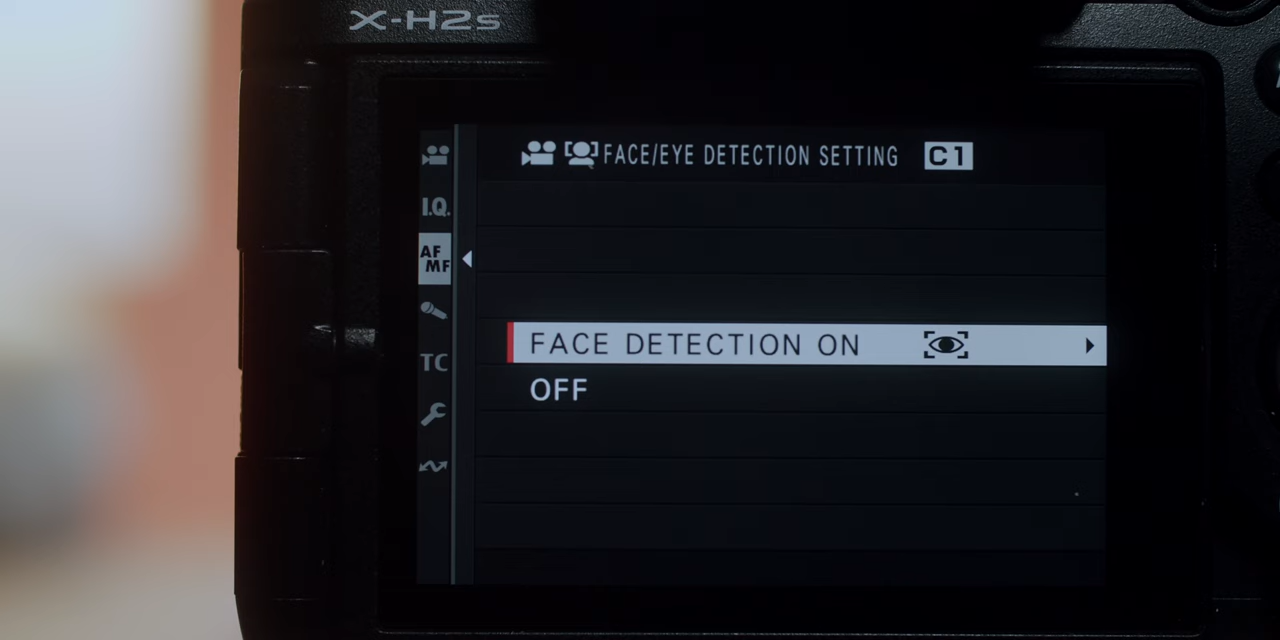 X-H2S
FACE/EYE DETECTION SETTING C1
I.Q.
AF
MF
FACE DETECTION ON
TC
OFF